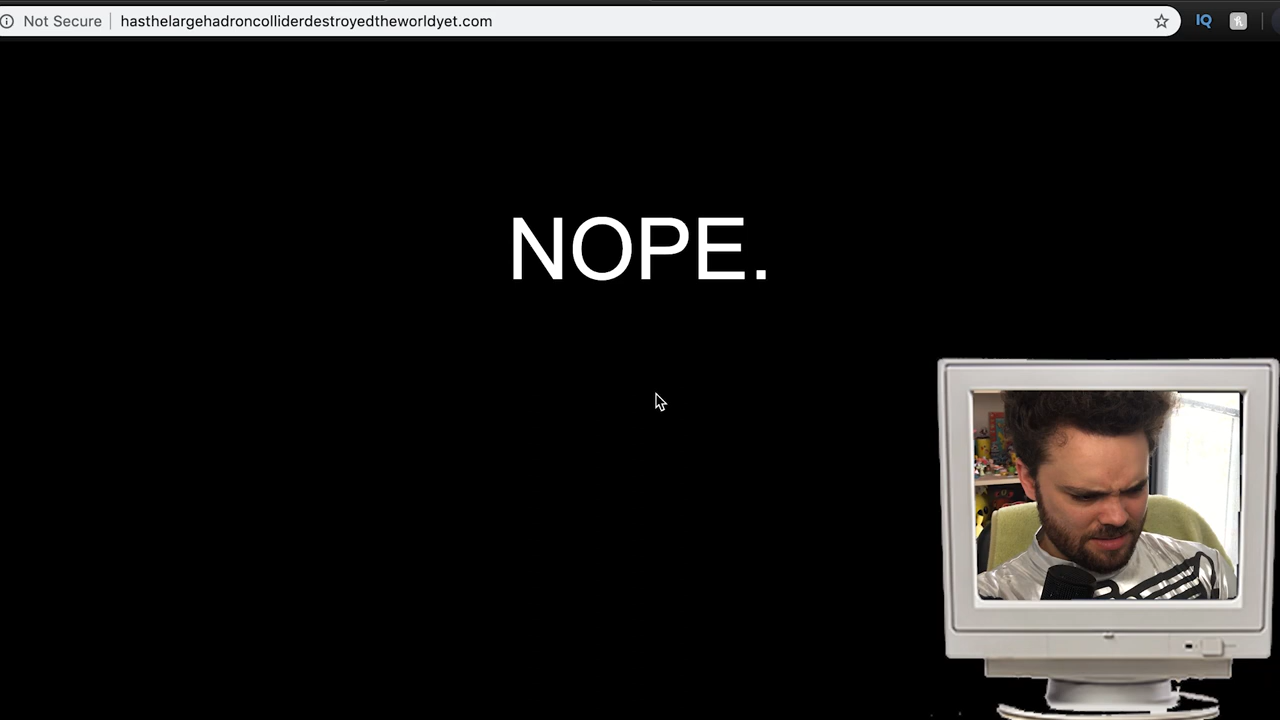 Not Secure | hasthelargehadroncolliderdestroyedtheworldyet.com
IQ
h
NOPE.